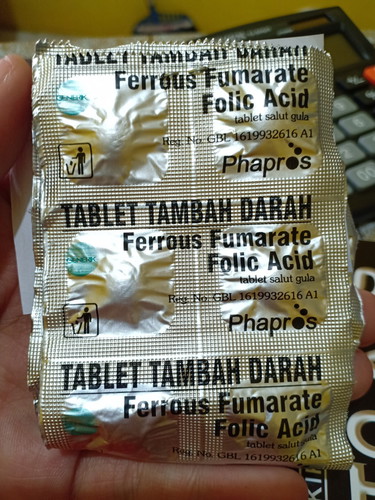 TABLET TAMBAH DARAH
Ferrous Fumarate
GENERIK
Folic Acid
tablet salut gula
Reg. No. GBL 1619932616 A1
Phapros
TABLET TAMBAH DARAH
Ferrous Fumarate
GENERIK
Folic Acid
tablet salut gula
Reg. No. GBL 1619932616 A1
Phapros
TABLET TAMBAH DARAH
Ferrous Fumarate
Folic Acid
tablet salut gula
Reg. No. GBL 1619932616 A1